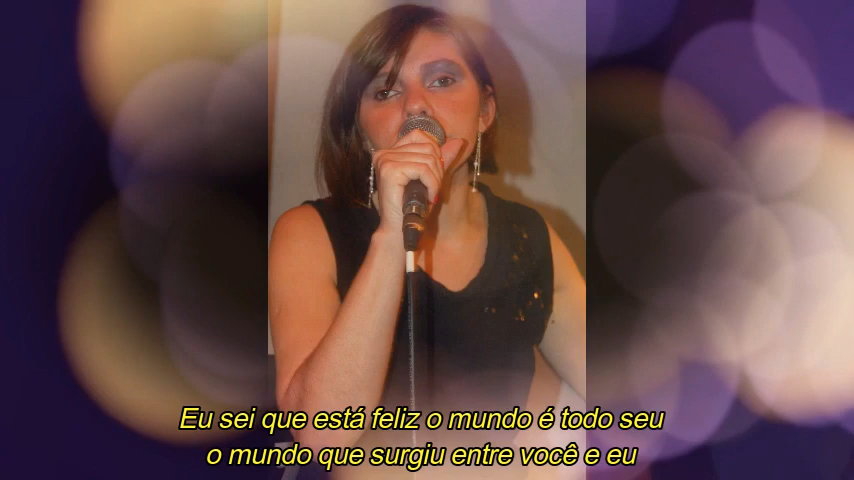 Eu sei que está feliz o mundo é todo seu
o mundo que surgiu entre você e eu